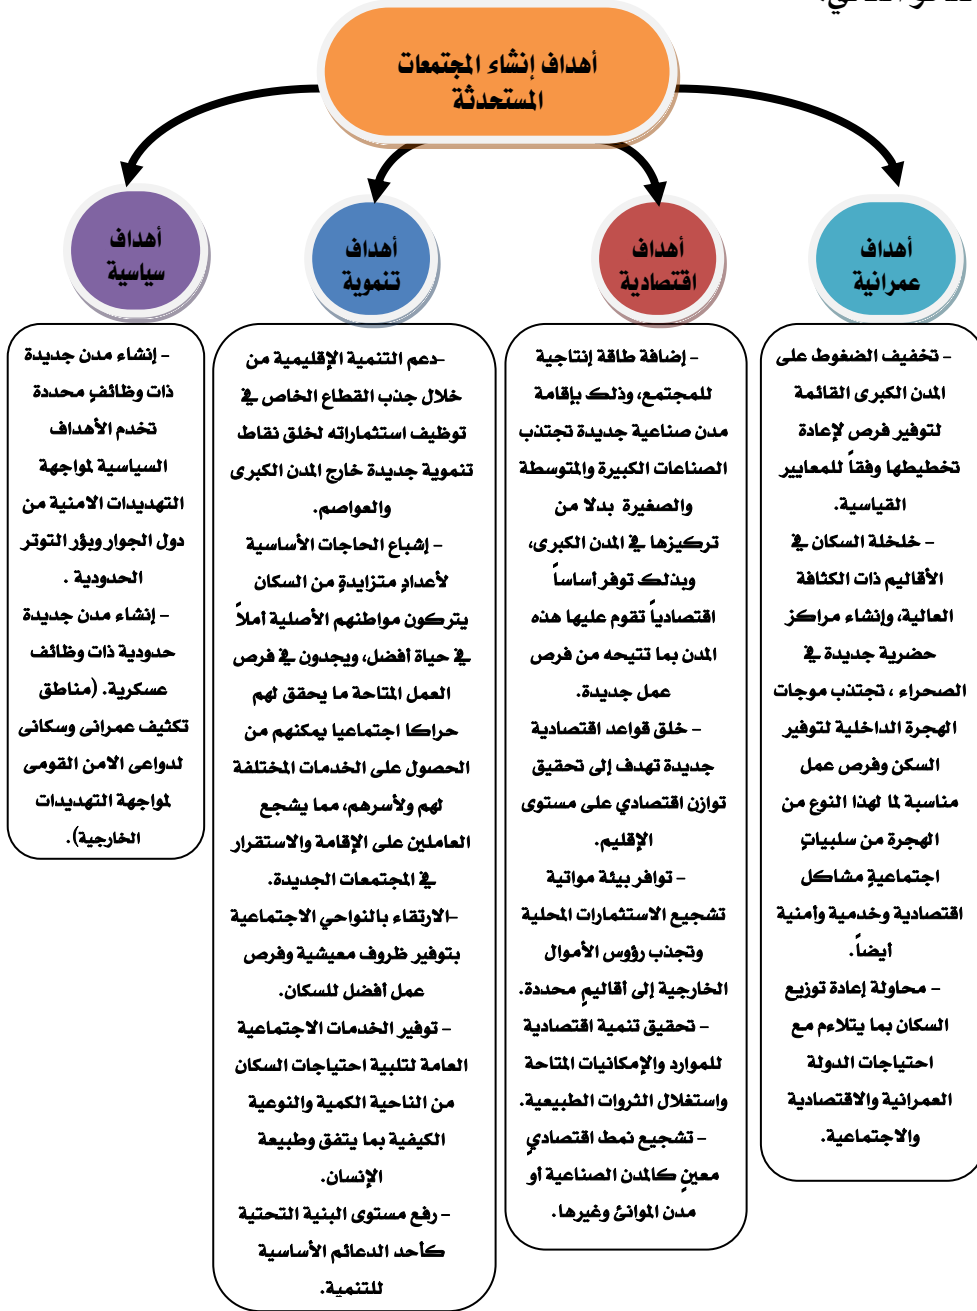 أهداف إنشاء المجتمعات
المستحدثة
أهداف
عمرانية
- تخفيف الضغوط على
المدن الكبرى القائمة
لتوفير فرص لإعادة
تخطيطها وفقاً للمعايير
القياسية.
- خلخلة السكان في
الأقاليم ذات الكثافة
العالية، وإنشاء مراكز
حضرية جديدة في
الصحراء ، تجتذب موجات
الهجرة الداخلية لتوفير
السكن وفرص عمل
مناسبة لما لهذا النوع من
الهجرة من سلبياتٍ
اجتماعيةٍ مشاكل
اقتصادية وخدمية وأمنية
أيضاً.
- محاولة إعادة توزيع
السكان بما يتلاءم مع
احتياجات الدولة
العمرانية والاقتصادية
والاجتماعية.
أهداف
اقتصادية
- إضافة طاقة إنتاجية
للمجتمع، وذلك بإقامة
مدن صناعية جديدة تجتذب
الصناعات الكبيرة والمتوسطة
والصغيرة بدلا من
تركيزها في المدن الكبرى،
وبذلك توفر أساساً
اقتصادياً تقوم عليها هذه
المدن بما تتيحه من فرص
عمل جديدة.
- خلق قواعد اقتصادية
جديدة تهدف إلى تحقيق
توازن اقتصادي على مستوى
الإقليم.
- توافر بيئة مواتية
تشجيع الاستثمارات المحلية
وتجذب رؤوس الأموال
الخارجية إلى أقاليمٍ محددة.
- تحقيق تنمية اقتصادية
للموارد والإمكانيات المتاحة
واستغلال الثروات الطبيعية.
- تشجيع نمط اقتصاديٍ
معينٍ كالمدن الصناعية أو
مدن الموانئ وغيرها.
أهداف
تنموية
-دعم التنمية الإقليمية من
خلال جذب القطاع الخاص في
توظيف استثماراته لخلق نقاط
تنموية جديدة خارج المدن الكبرى
والعواصم.
- إشباع الحاجات الأساسية
لأعدادٍ متزايدةٍ من السكان
يتركون مواطنهم الأصلية أملاً
في حياة أفضل، ويجدون في فرص
العمل المتاحة ما يحقق لهم
حراكا اجتماعيا يمكنهم من
الحصول على الخدمات المختلفة
لهم ولأسرهم، مما يشجع
العاملين على الإقامة والاستقرار
في المجتمعات الجديدة.
-الارتقاء بالنواحي الاجتماعية
بتوفير ظروف معيشية وفرص
عمل أفضل للسكان.
- توفير الخدمات الاجتماعية
العامة لتلبية احتياجات السكان
من الناحية الكمية والنوعية
الكيفية بما يتفق وطبيعة
الإنسان.
- رفع مستوى البنية التحتية
كأحد الدعائم الأساسية
للتنمية.
أهداف
سياسية
- إنشاء مدن جديدة
ذات وظائفٍ محددة
تخدم الأهداف
السياسية لمواجهة
التهديدات الامنية من
دول الجوار وبؤر التوتر
الحدودية .
- إنشاء مدن جديدة
حدودية ذات وظائف
عسكرية. (مناطق
تكثيف عمرانى وسكانى
لدواعى الامن القومى
لمواجهة التهديدات
الخارجية).